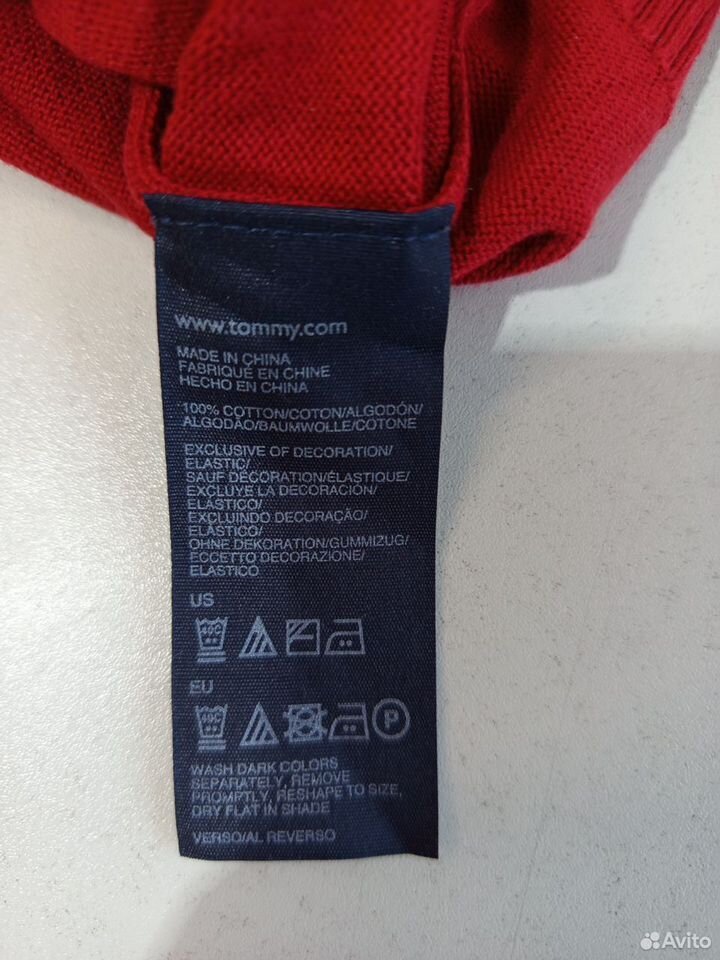 www.tommy.com
MADE IN CHINA
FABRIQUÉ EN CHINE
HECHO EN CHINA
100% COTTON/COTON/ALGODÓN/
ALGODÃO/BAUMWOLLE/COTONE
EXCLUSIVE OF DECORATION/
ELASTIC/
SAUF DÉCORATION/ÉLASTIQUE/
EXCLUYE LA DECORACIÓN/
ELÁSTICO/
EXCLUINDO DECORAÇÃO/
ELÁSTICO/
OHNE DEKORATION/GUMMIZUG/
ECCETTO DECORAZIONE/
ELASTICO
US
40C
EU
40C P
WASH DARK COLORS
SEPARATELY, REMOVE
PROMPTLY, RESHAPE TO SIZE,
DRY FLAT IN SHADE
VERSO/AL REVERSO
Avito